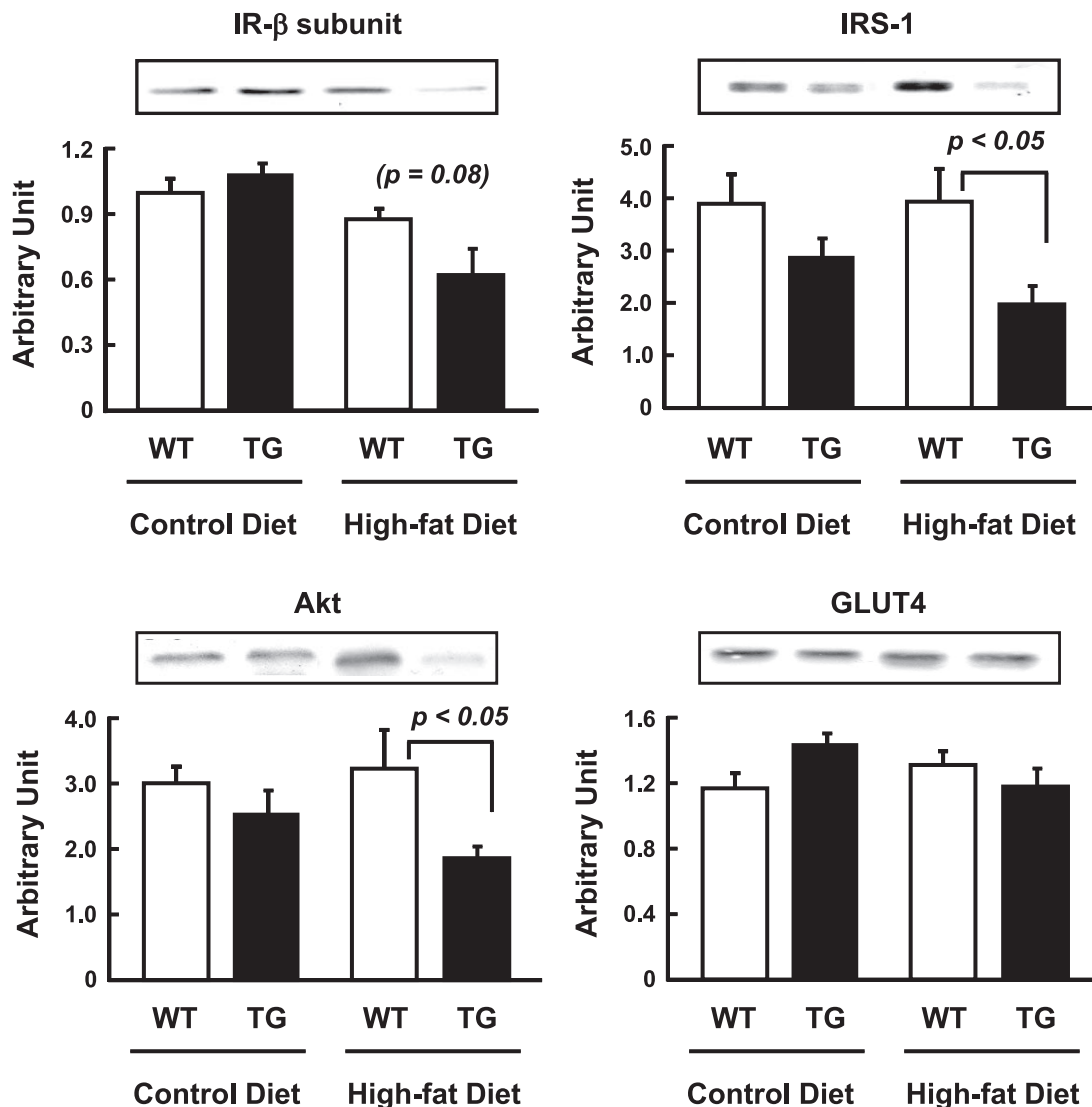 IR-β subunit
(p = 0.08)
Arbitrary Unit
1.2
0.9
0.6
0.3
0
WT TG WT TG
Control Diet High-fat Diet
IRS-1
p < 0.05
Arbitrary Unit
5.0
4.0
3.0
2.0
1.0
0
WT TG WT TG
Control Diet High-fat Diet
Akt
p < 0.05
Arbitrary Unit
4.0
3.0
2.0
1.0
0
WT TG WT TG
Control Diet High-fat Diet
GLUT4
Arbitrary Unit
1.6
1.2
0.8
0.4
0
WT TG WT TG
Control Diet High-fat Diet